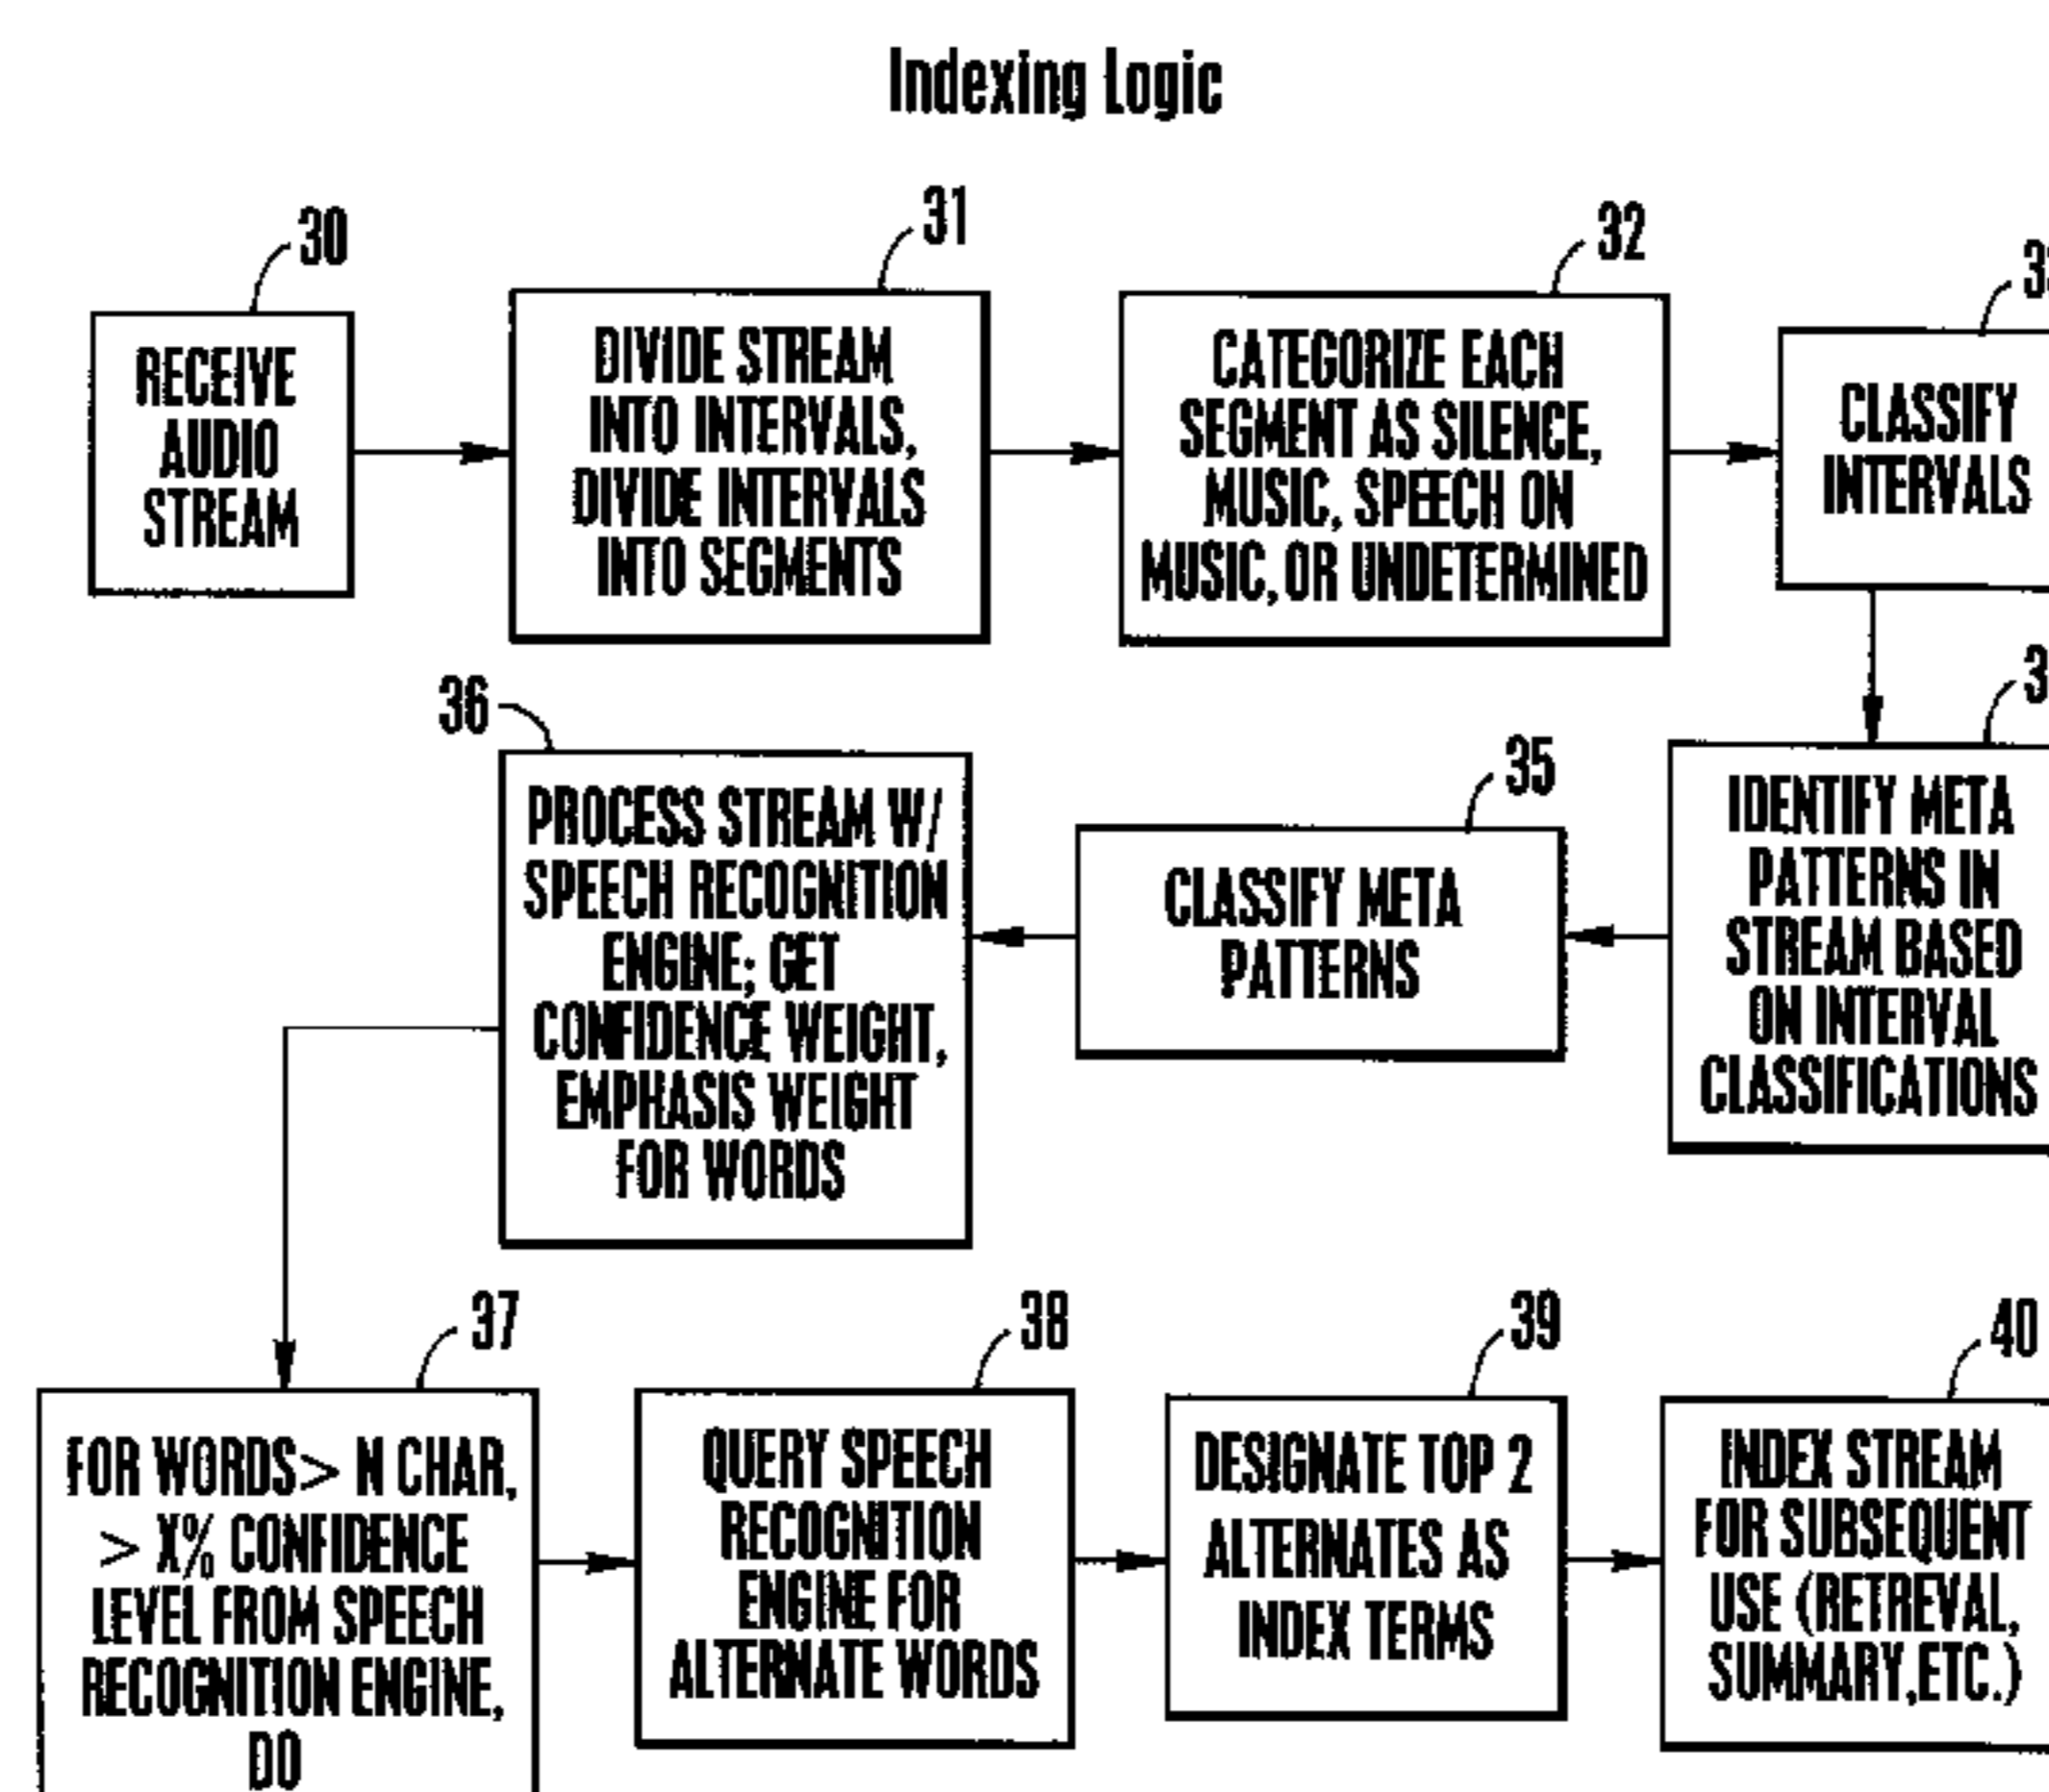 Indexing Logic
30
RECEIVE
AUDIO
STREAM
31
DIVIDE STREAM
INTO INTERVALS,
DIVIDE INTERVALS
INTO SEGMENTS
32
CATEGORIZE EACH
SEGMENT AS SILENCE,
MUSIC, SPEECH ON
MUSIC, OR UNDETERMINED
CLASSIFY
INTERVALS
IDENTIFY META
PATTERNS IN
STREAM BASED
ON INTERVAL
CLASSIFICATIONS
35
CLASSIFY META
PATTERNS
36
PROCESS STREAM W/
SPEECH RECOGNITION
ENGINE; GET
CONFIDENCE WEIGHT,
EMPHASIS WEIGHT
FOR WORDS
37
FOR WORDS> N CHAR,
> X% CONFIDENCE
LEVEL FROM SPEECH
RECOGNITION ENGINE,
DO
38
QUERY SPEECH
RECOGNITION
ENGINE FOR
ALTERNATE WORDS
39
DESIGNATE TOP 2
ALTERNATES AS
INDEX TERMS
40
INDEX STREAM
FOR SUBSEQUENT
USE (RETREVAL,
SUMMARY,ETC.)